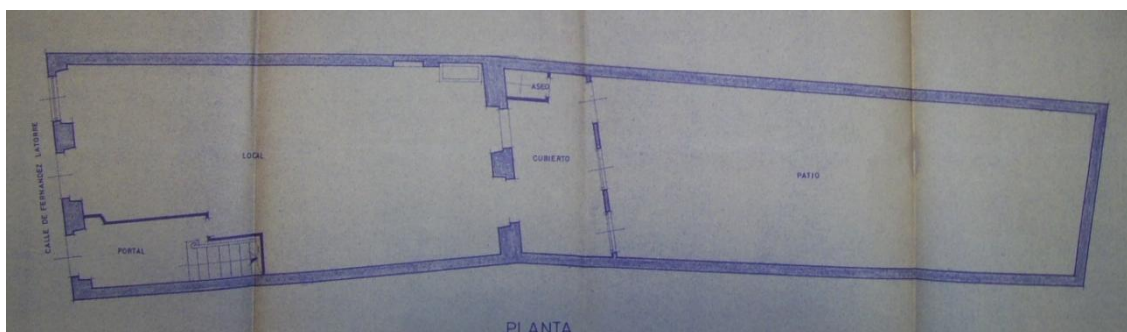 CALLE DE FERNANDEZ LATORRE
LOCAL
PORTAL
ASEO
CUBIERTO
PATIO
PLANTA